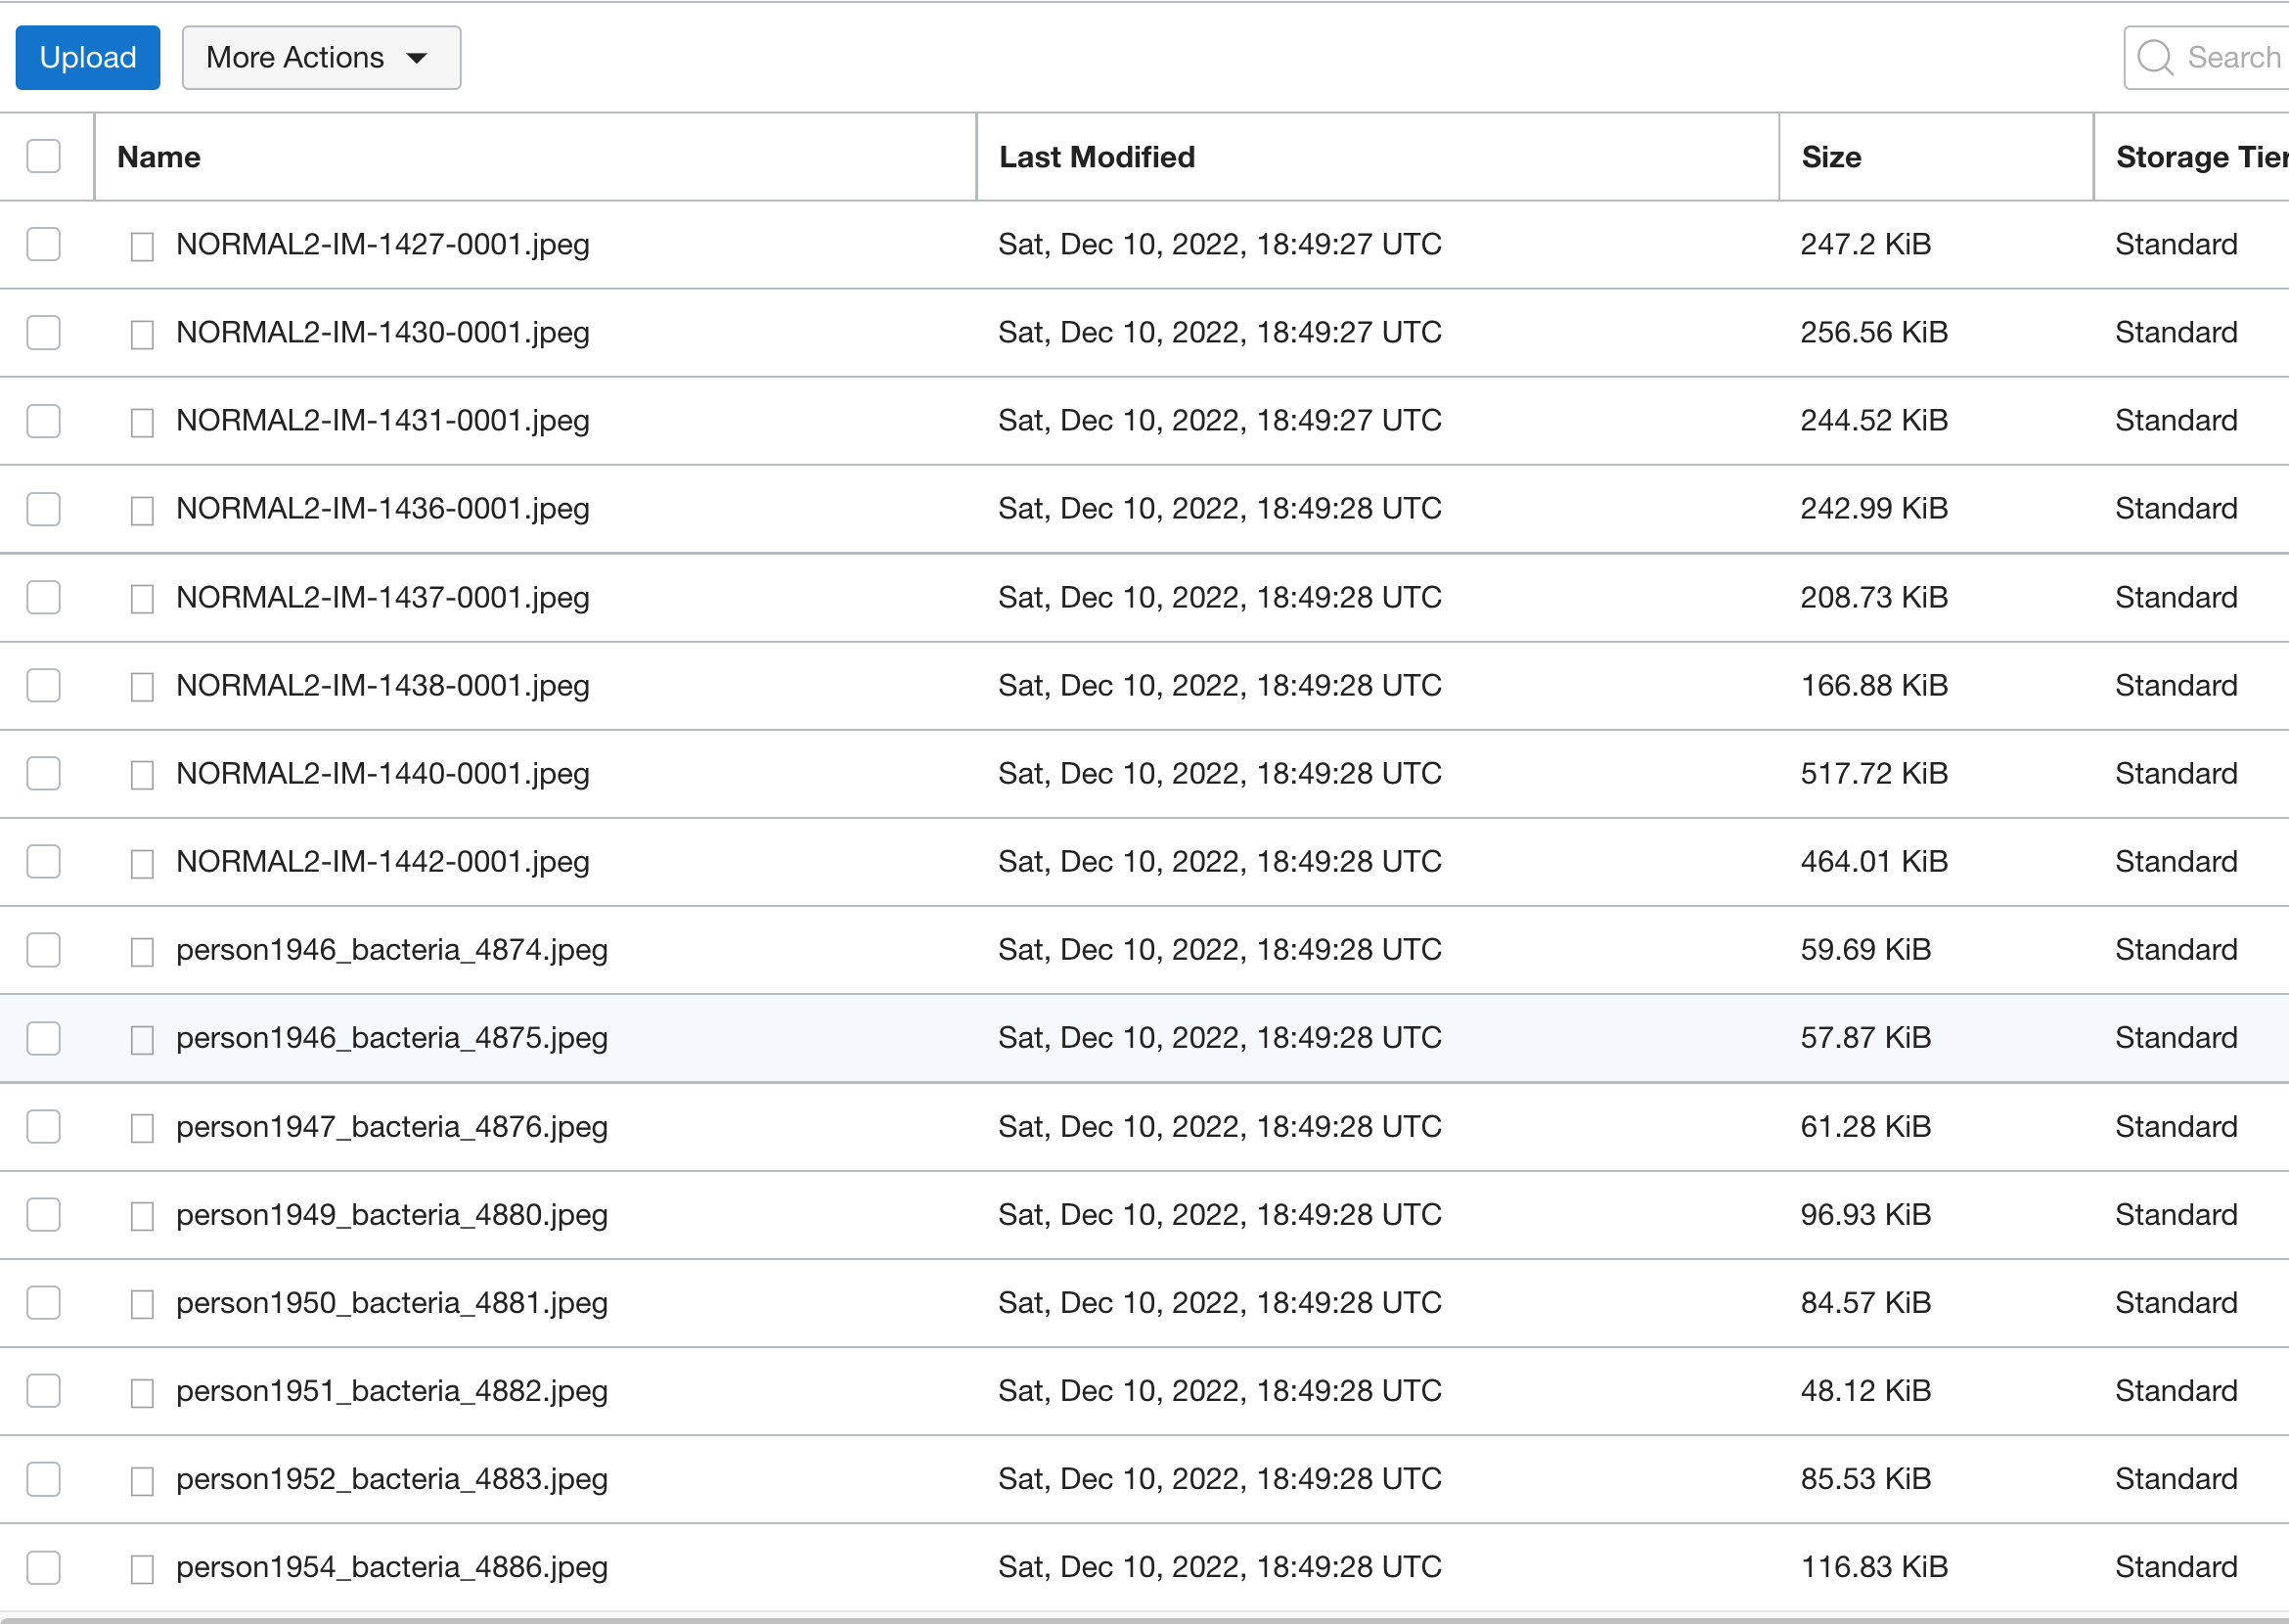 Upload More Actions Search
Name Last Modified Size Storage Tier
NORMAL2-IM-1427-0001.jpeg Sat, Dec 10, 2022, 18:49:27 UTC 247.2 KiB Standard
NORMAL2-IM-1430-0001.jpeg Sat, Dec 10, 2022, 18:49:27 UTC 256.56 KiB Standard
NORMAL2-IM-1431-0001.jpeg Sat, Dec 10, 2022, 18:49:27 UTC 244.52 KiB Standard
NORMAL2-IM-1436-0001.jpeg Sat, Dec 10, 2022, 18:49:28 UTC 242.99 KiB Standard
NORMAL2-IM-1437-0001.jpeg Sat, Dec 10, 2022, 18:49:28 UTC 208.73 KiB Standard
NORMAL2-IM-1438-0001.jpeg Sat, Dec 10, 2022, 18:49:28 UTC 166.88 KiB Standard
NORMAL2-IM-1440-0001.jpeg Sat, Dec 10, 2022, 18:49:28 UTC 517.72 KiB Standard
NORMAL2-IM-1442-0001.jpeg Sat, Dec 10, 2022, 18:49:28 UTC 464.01 KiB Standard
person1946_bacteria_4874.jpeg Sat, Dec 10, 2022, 18:49:28 UTC 59.69 KiB Standard
person1946_bacteria_4875.jpeg Sat, Dec 10, 2022, 18:49:28 UTC 57.87 KiB Standard
person1947_bacteria_4876.jpeg Sat, Dec 10, 2022, 18:49:28 UTC 61.28 KiB Standard
person1949_bacteria_4880.jpeg Sat, Dec 10, 2022, 18:49:28 UTC 96.93 KiB Standard
person1950_bacteria_4881.jpeg Sat, Dec 10, 2022, 18:49:28 UTC 84.57 KiB Standard
person1951_bacteria_4882.jpeg Sat, Dec 10, 2022, 18:49:28 UTC 48.12 KiB Standard
person1952_bacteria_4883.jpeg Sat, Dec 10, 2022, 18:49:28 UTC 85.53 KiB Standard
person1954_bacteria_4886.jpeg Sat, Dec 10, 2022, 18:49:28 UTC 116.83 KiB Standard